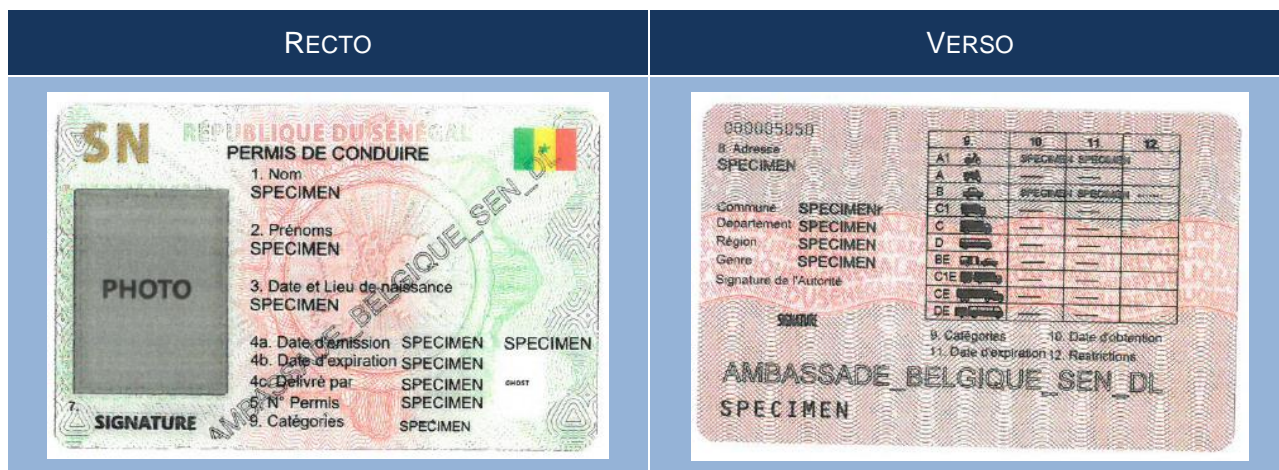 RECTO
VERSO
SN
RÉPUBLIQUE DU SÉNÉGAL
PERMIS DE CONDUIRE
1. Nom
SPECIMEN
2. Prénoms
SPECIMEN
3. Date et Lieu de naissance
SPECIMEN
4a. Date d'émission SPECIMEN SPECIMEN
4b. Date d'expiration SPECIMEN
4c. Délivré par SPECIMEN
5. N° Permis SPECIMEN
9. Catégories SPECIMEN
PHOTO
GHOST
7. SIGNATURE
AMBASSADE_BELGIQUE_SEN_DL
000005050
8. Adresse
SPECIMEN
Commune SPECIMENr
Departement SPECIMEN
Région SPECIMEN
Genre SPECIMEN
Signature de l'Autorité
SIGNATURE
9. 10. 11. 12.
A1 SPECIMEN SPECIMEN
A
B SPECIMEN SPECIMEN
C1
C
D
BE
C1E
CE
DE
9. Catégories 10. Date d'obtention
11. Date d'expiration 12. Restrictions
AMBASSADE_BELGIQUE_SEN_DL
SPECIMEN